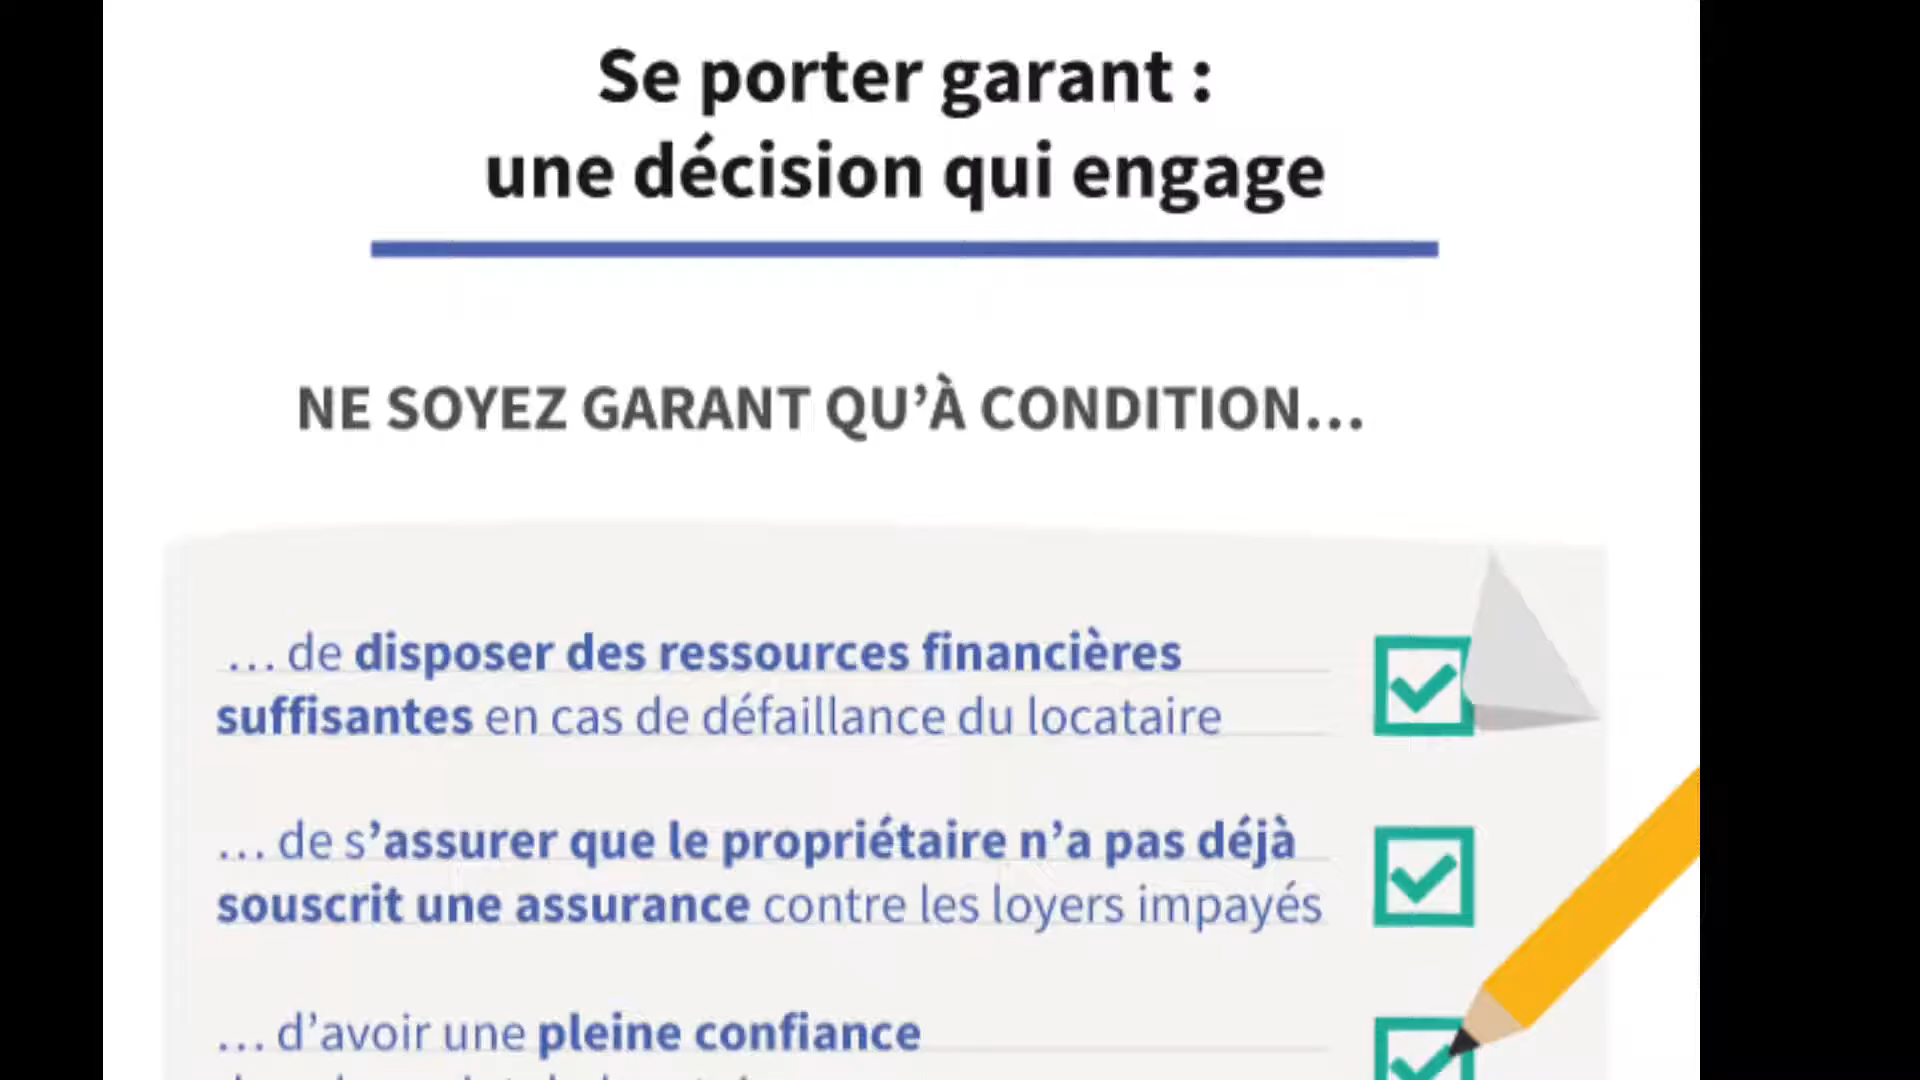 Se porter garant :
une décision qui engage
NE SOYEZ GARANT QU’À CONDITION...
... de disposer des ressources financières
suffisantes en cas de défaillance du locataire
... de s’assurer que le propriétaire n’a pas déjà
souscrit une assurance contre les loyers impayés
... d’avoir une pleine confiance